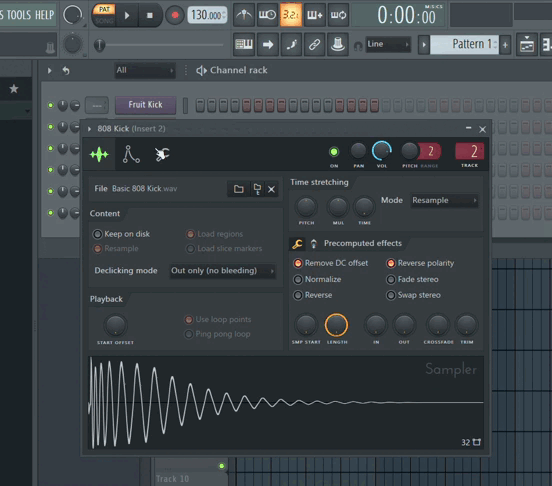 S TOOLS HELP
PAT
SONG
130.000
3.2.
0:00:00
M:S:CS
Line
Pattern 1
All
Channel rack
Fruit Kick
808 Kick (Insert 2)
ON PAN VOL PITCH RANGE TRACK
2
2
File Basic 808 Kick.wav
Content
Keep on disk
Load regions
Resample
Load slice markers
Declicking mode
Out only (no bleeding)
Playback
START OFFSET
Use loop points
Ping pong loop
Time stretching
PITCH MUL TIME
Mode
Resample
Precomputed effects
Remove DC offset
Reverse polarity
Normalize
Fade stereo
Reverse
Swap stereo
SMP START LENGTH IN OUT CROSSFADE TRIM
Sampler
32
Track 10